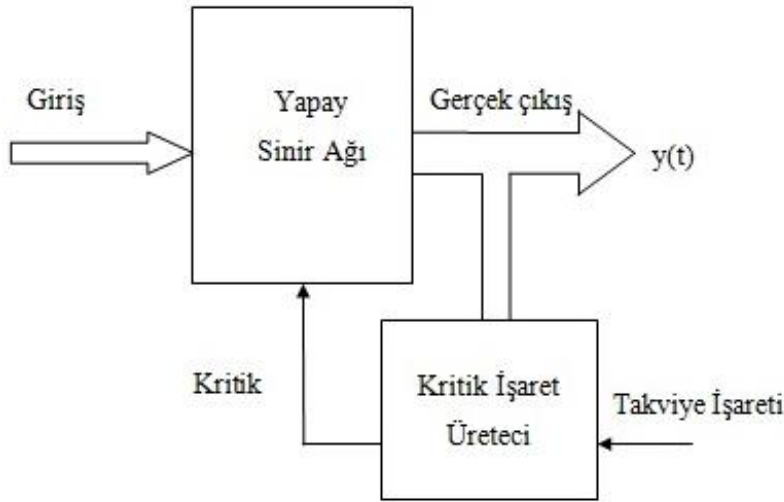 Giriş
Yapay
Sinir Ağı
Gerçek çıkış
y(t)
Kritik
Kritik İşaret
Üreteci
Takviye İşareti